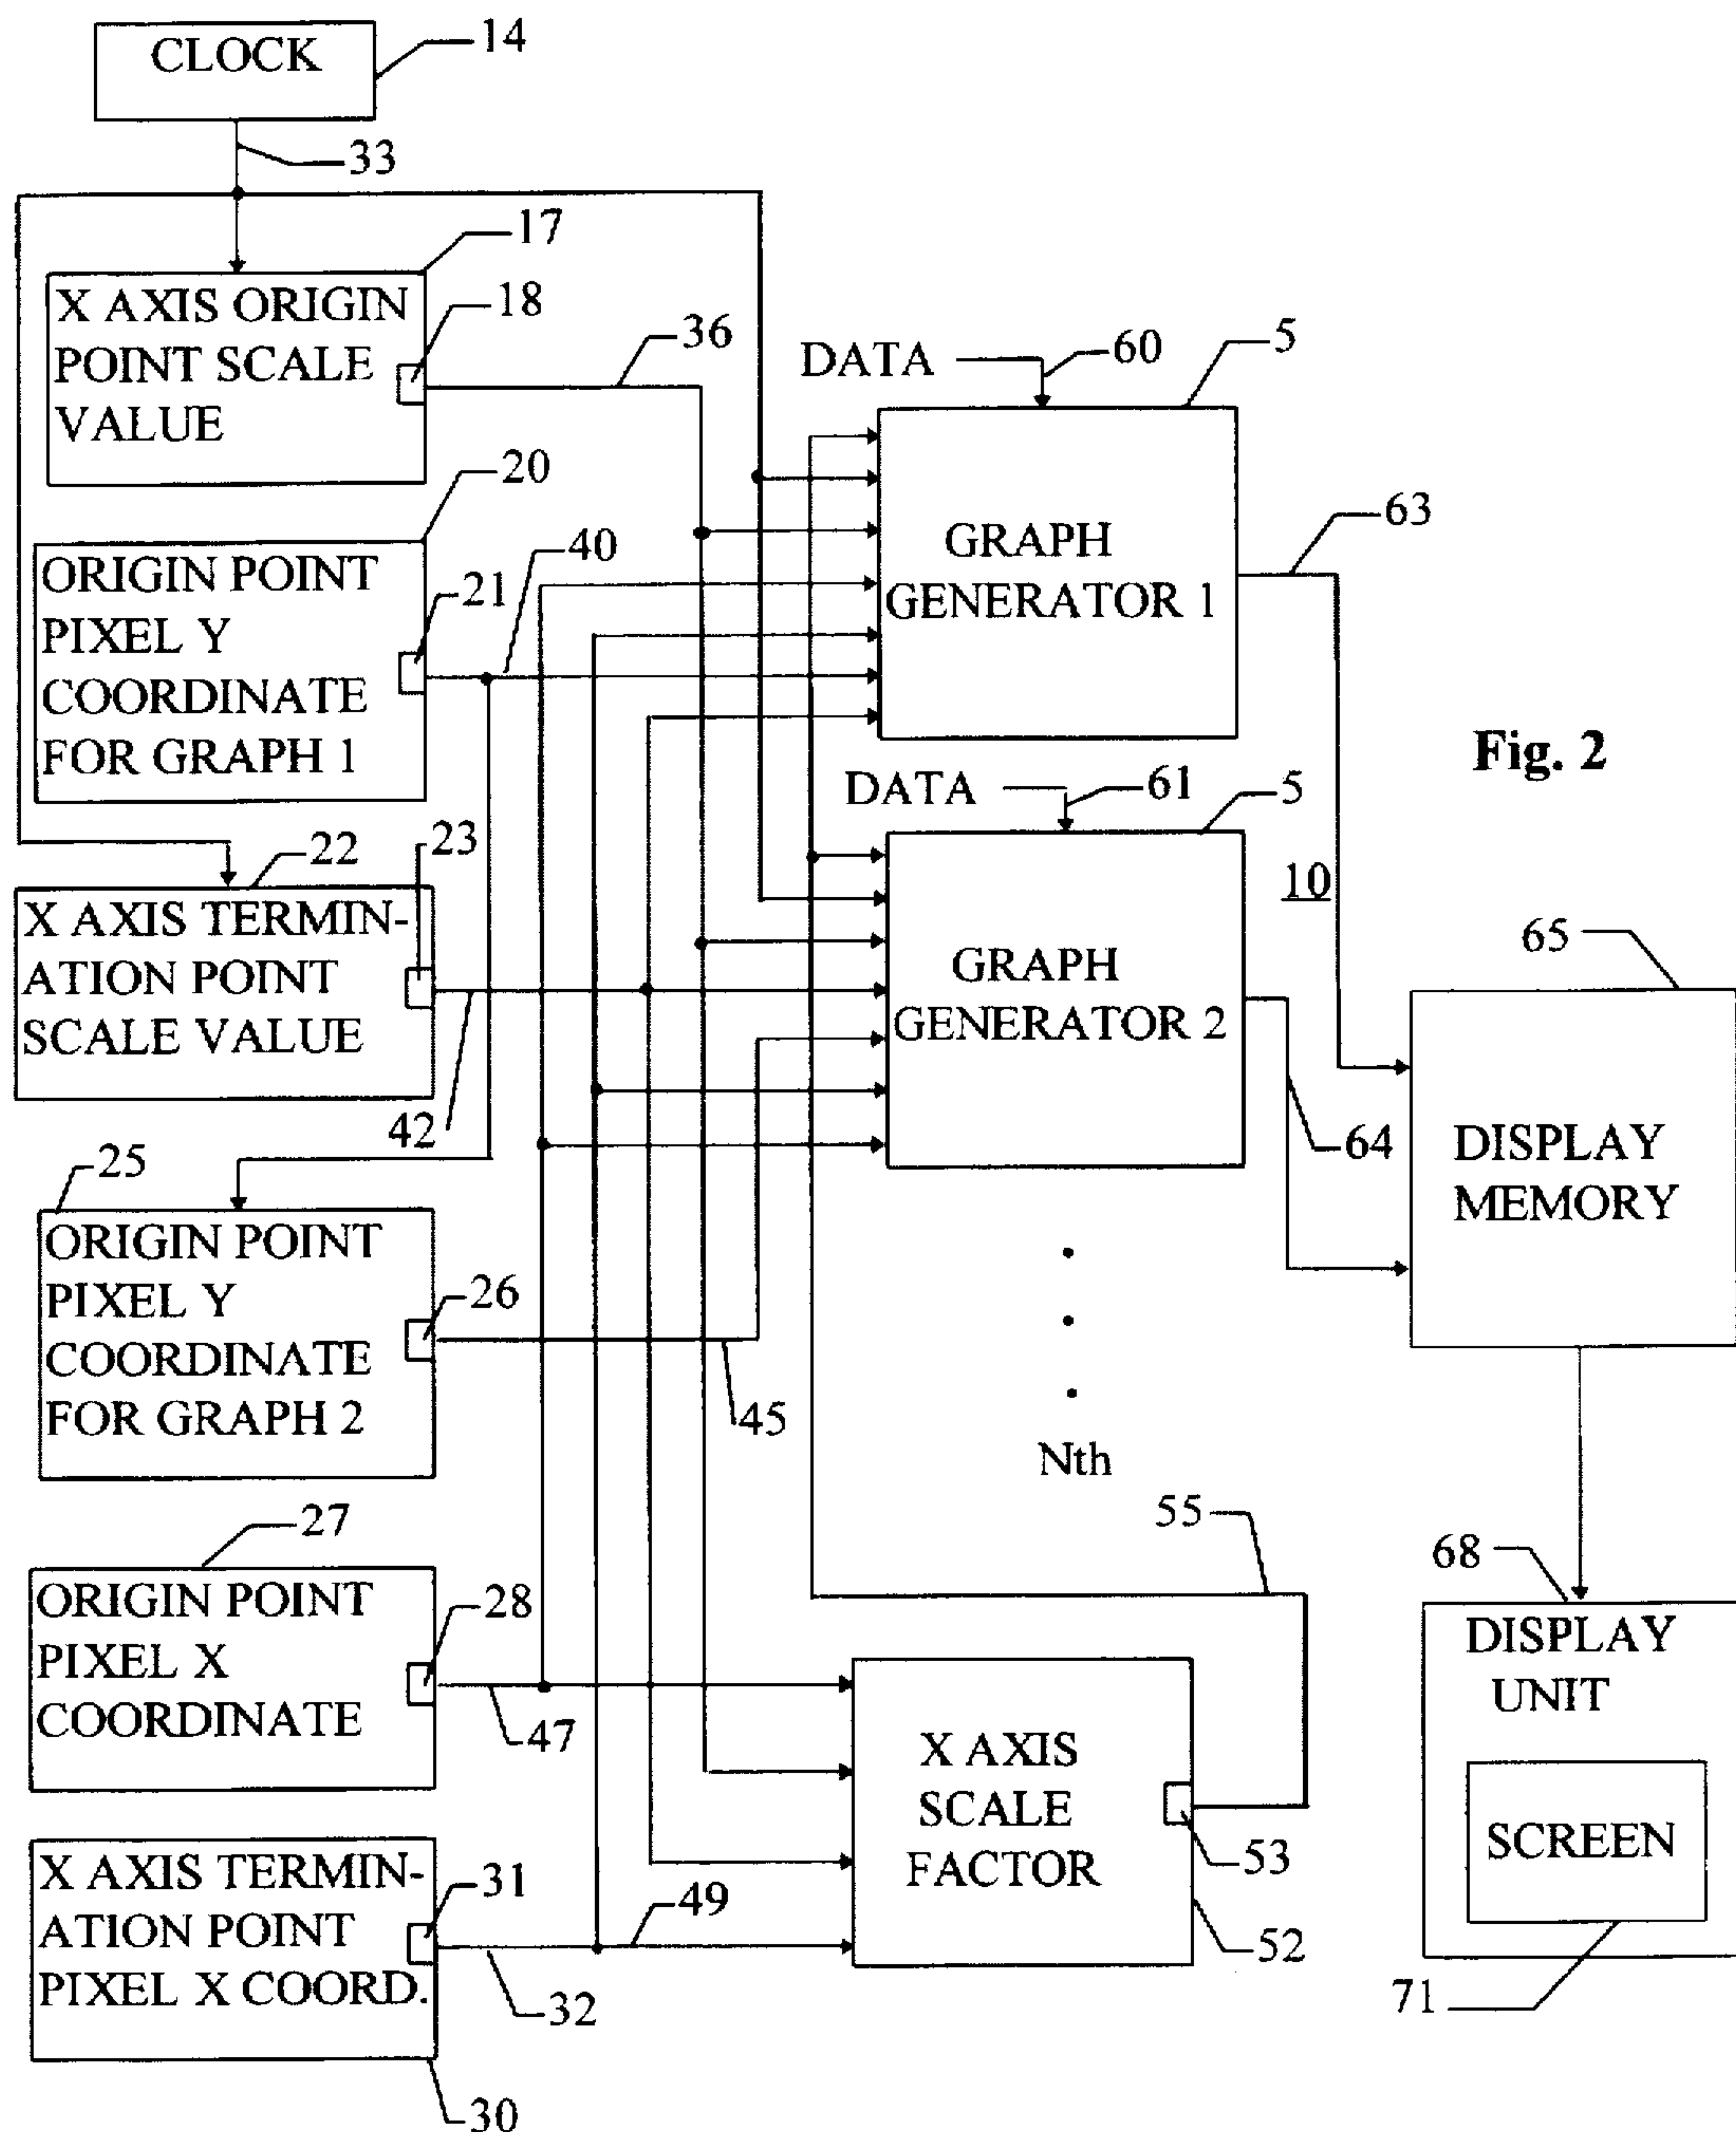 CLOCK
14
33
17
X AXIS ORIGIN
POINT SCALE
VALUE
18
36
20
ORIGIN POINT
PIXEL Y
COORDINATE
FOR GRAPH 1
21
40
22
23
X AXIS TERMIN-
ATION POINT
SCALE VALUE
42
25
ORIGIN POINT
PIXEL Y
COORDINATE
FOR GRAPH 2
26
45
27
ORIGIN POINT
PIXEL X
COORDINATE
28
47
X AXIS TERMIN-
ATION POINT
PIXEL X COORD.
31
32
49
30
DATA
60
5
GRAPH
GENERATOR 1
63
Fig. 2
DATA
61
5
GRAPH
GENERATOR 2
10
64
65
DISPLAY
MEMORY
Nth
55
X AXIS
SCALE
FACTOR
53
52
68
DISPLAY
UNIT
SCREEN
71